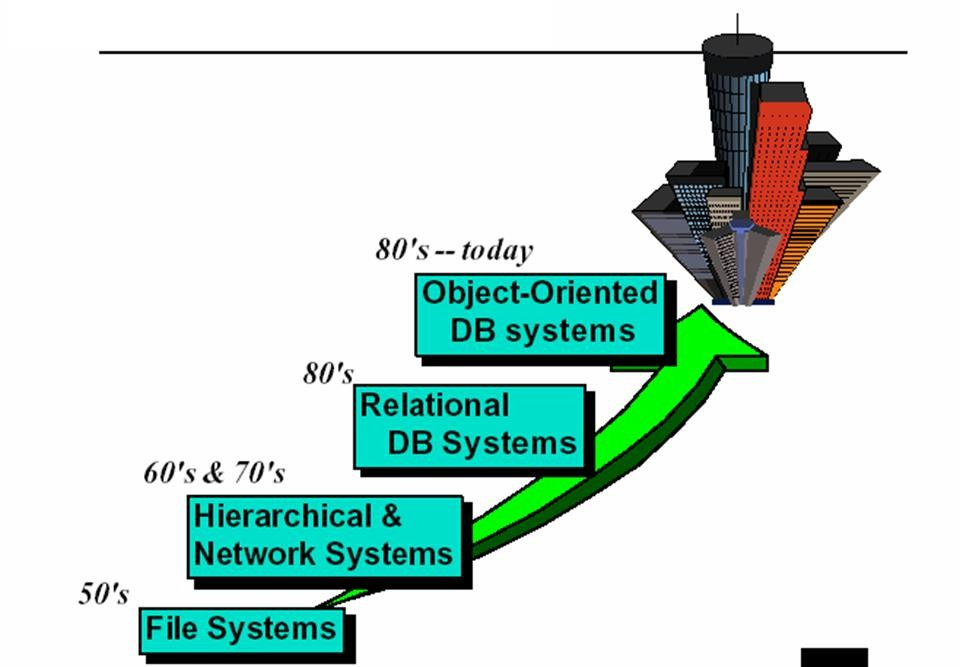 80's -- today
Object-Oriented
DB systems
80's
Relational
DB Systems
60's & 70's
Hierarchical &
Network Systems
50's
File Systems